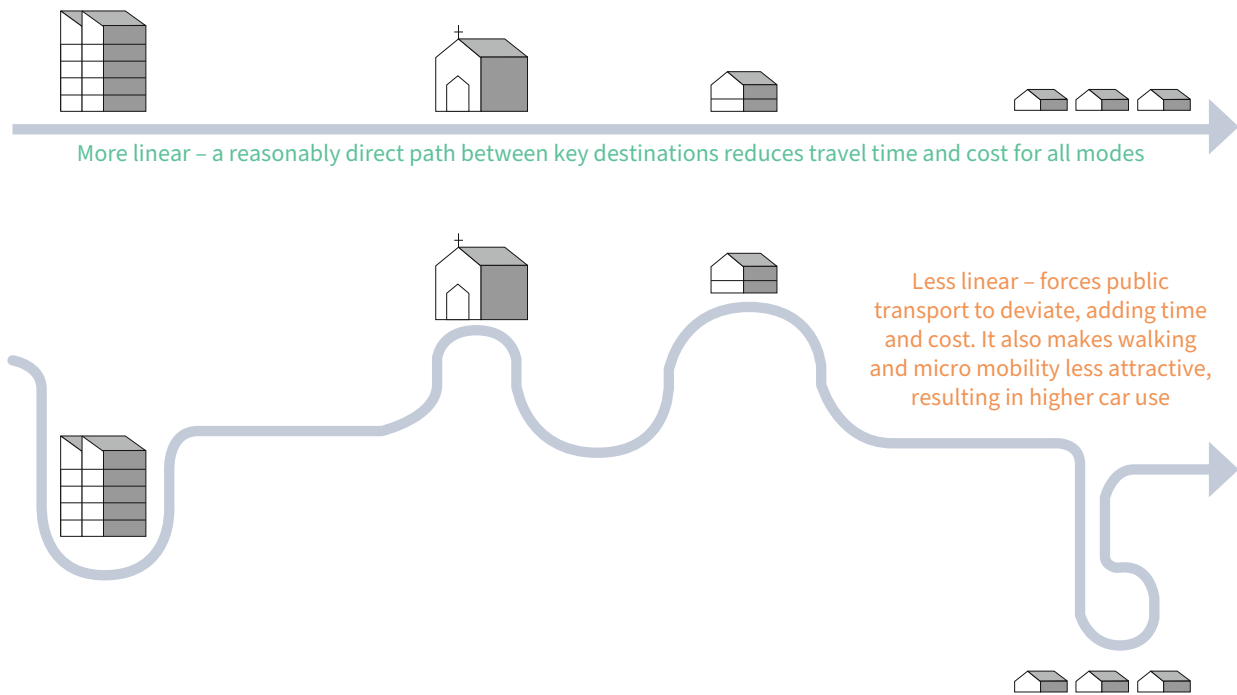 More linear – a reasonably direct path between key destinations reduces travel time and cost for all modes
Less linear – forces public
transport to deviate, adding time
and cost. It also makes walking
and micro mobility less attractive,
resulting in higher car use